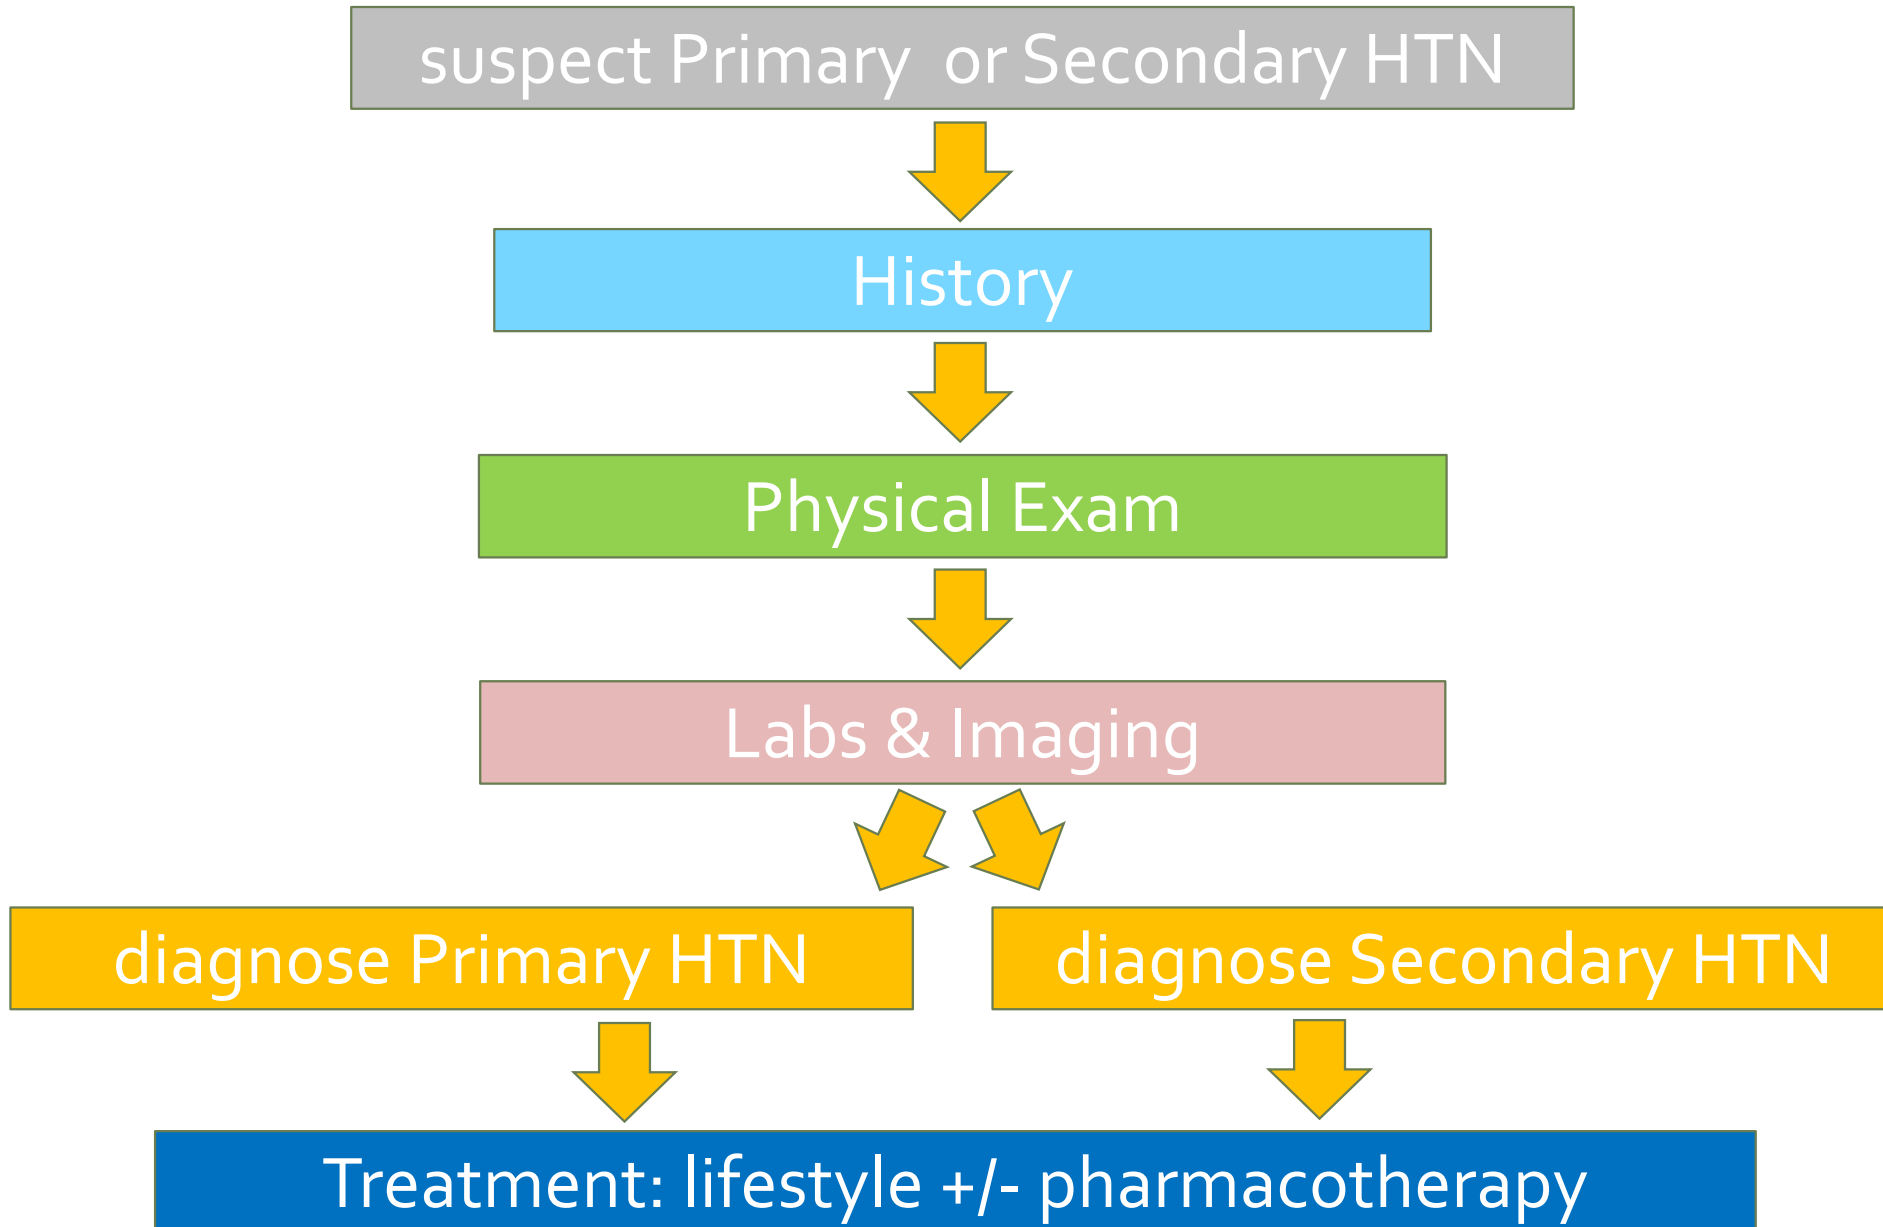 suspect Primary or Secondary HTN
History
Physical Exam
Labs & Imaging
diagnose Primary HTN
diagnose Secondary HTN
Treatment: lifestyle +/- pharmacotherapy